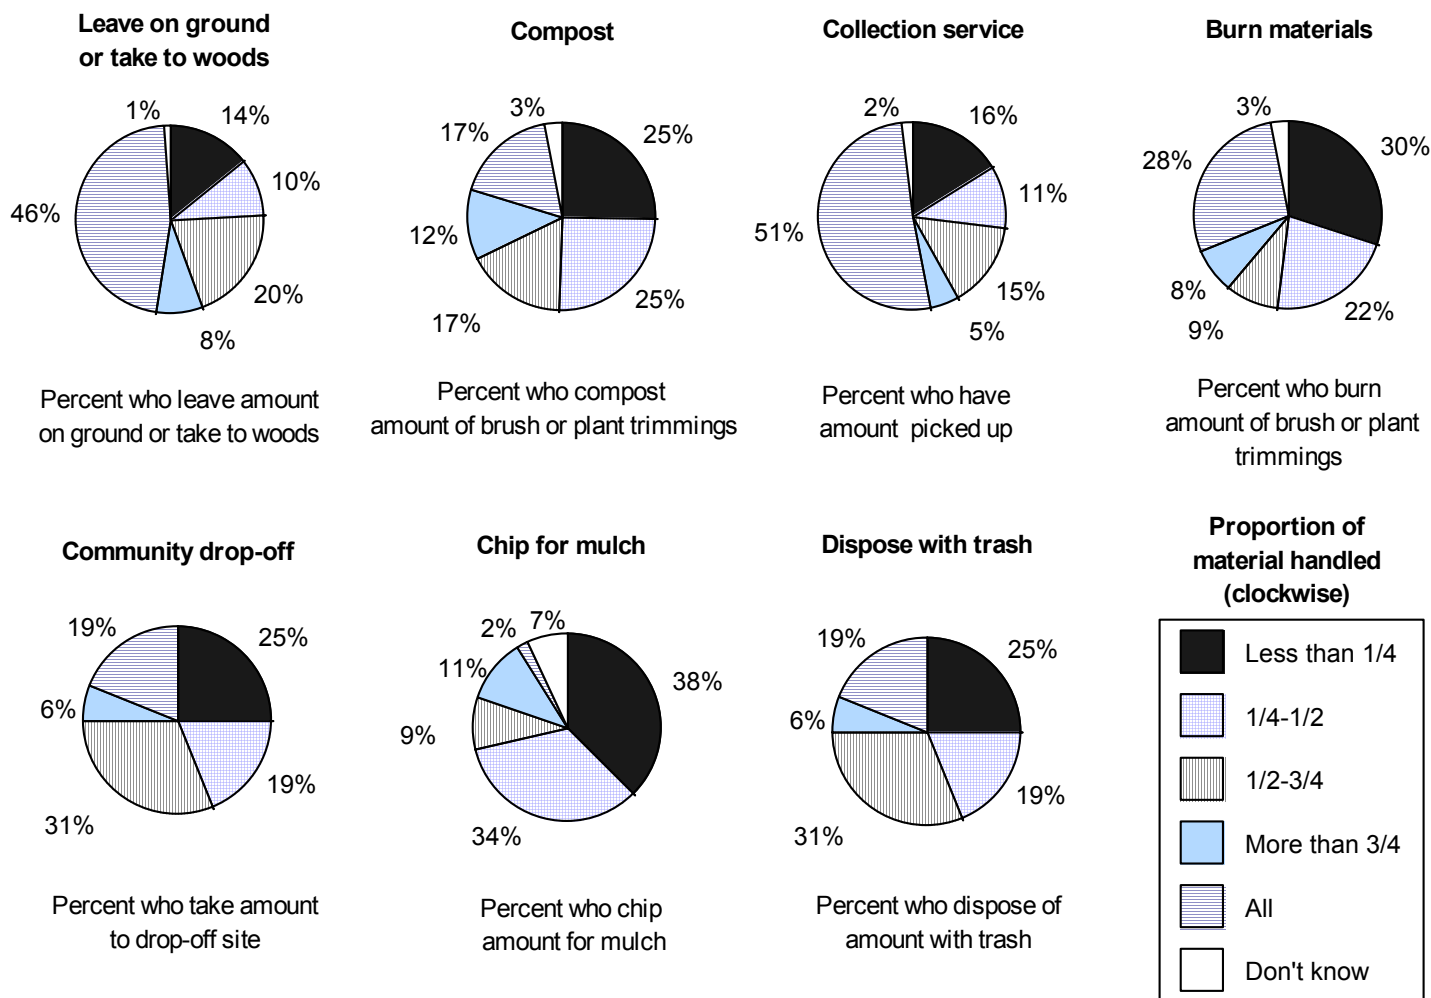 Leave on ground
or take to woods
1%
14%
10%
20%
8%
46%
Percent who leave amount
on ground or take to woods
Compost
3%
25%
25%
17%
12%
17%
Percent who compost
amount of brush or plant trimmings
Collection service
2%
16%
11%
15%
5%
51%
Percent who have
amount picked up
Burn materials
3%
30%
22%
9%
8%
28%
Percent who burn
amount of brush or plant
trimmings
Community drop-off
19%
25%
19%
31%
6%
Percent who take amount
to drop-off site
Chip for mulch
2%
7%
38%
34%
9%
11%
Percent who chip
amount for mulch
Dispose with trash
19%
25%
19%
31%
6%
Percent who dispose of
amount with trash
Proportion of
material handled
(clockwise)
Less than 1/4
1/4-1/2
1/2-3/4
More than 3/4
All
Don't know